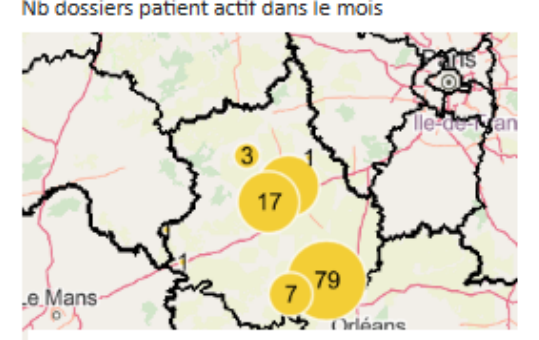 Nb dossiers patient actif dans le mois
Paris
Ile-de-Fran
3
1
17
1
79
7
e Mans
Orléans